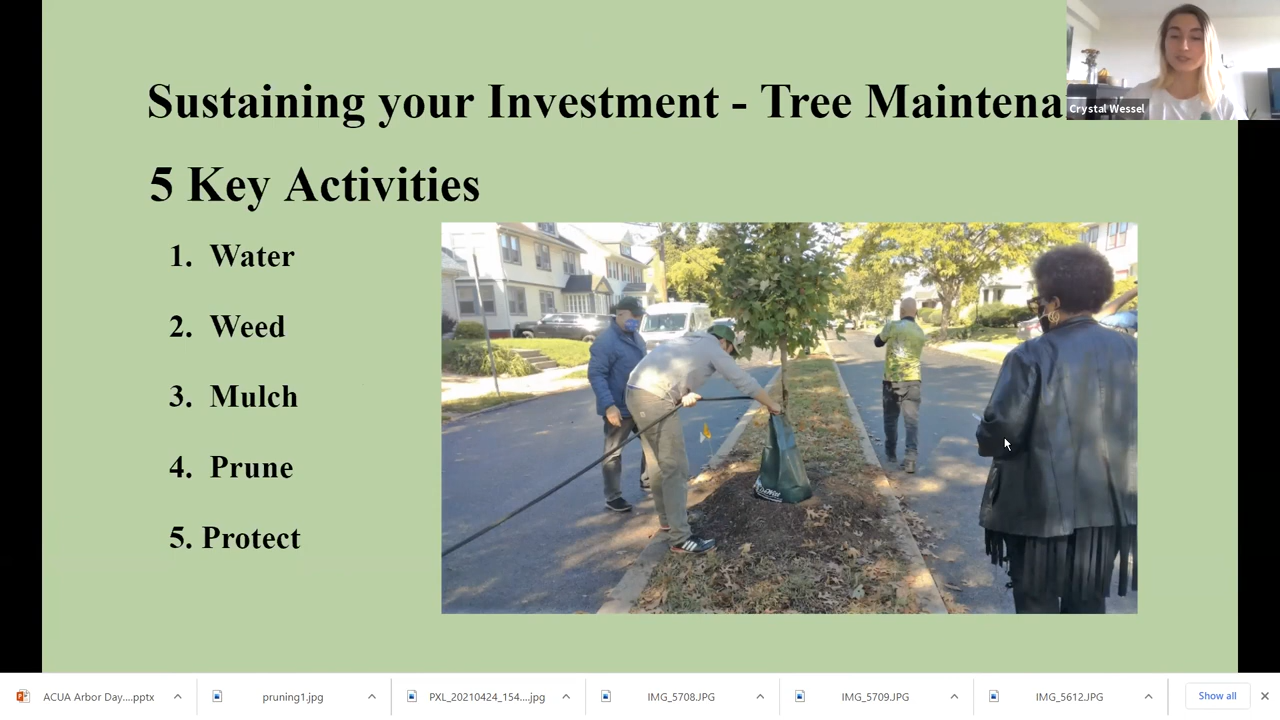 Sustaining your Investment - Tree Maintena
Crystal Wessel
5 Key Activities
1. Water
2. Weed
3. Mulch
4. Prune
5. Protect
ACUA Arbor Day....pptx
pruning1.jpg
PXL_20210424_154....jpg
IMG_5708.JPG
IMG_5709.JPG
IMG_5612.JPG
Show all